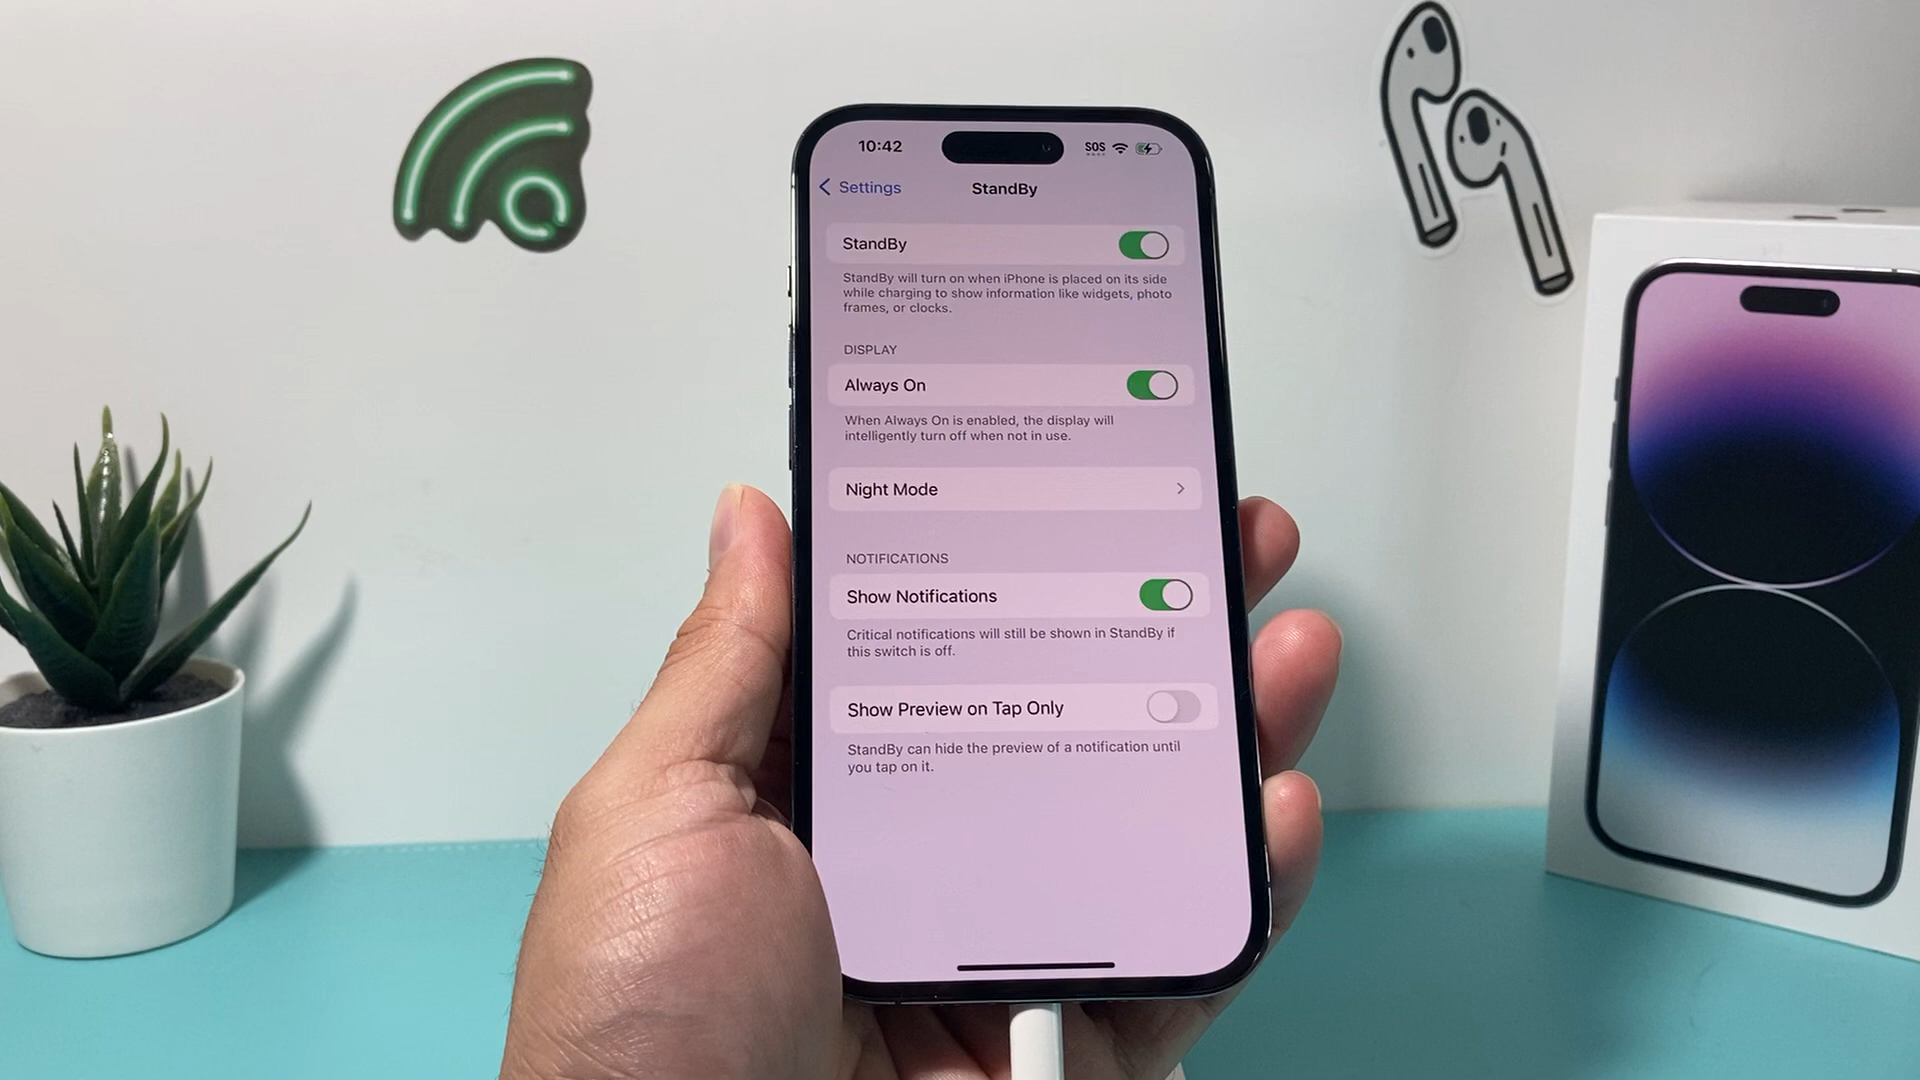 10:42
SOS
Settings
StandBy
StandBy
StandBy will turn on when iPhone is placed on its side
while charging to show information like widgets, photo
frames, or clocks.
DISPLAY
Always On
When Always On is enabled, the display will
intelligently turn off when not in use.
Night Mode
NOTIFICATIONS
Show Notifications
Critical notifications will still be shown in StandBy if
this switch is off.
Show Preview on Tap Only
StandBy can hide the preview of a notification until
you tap on it.